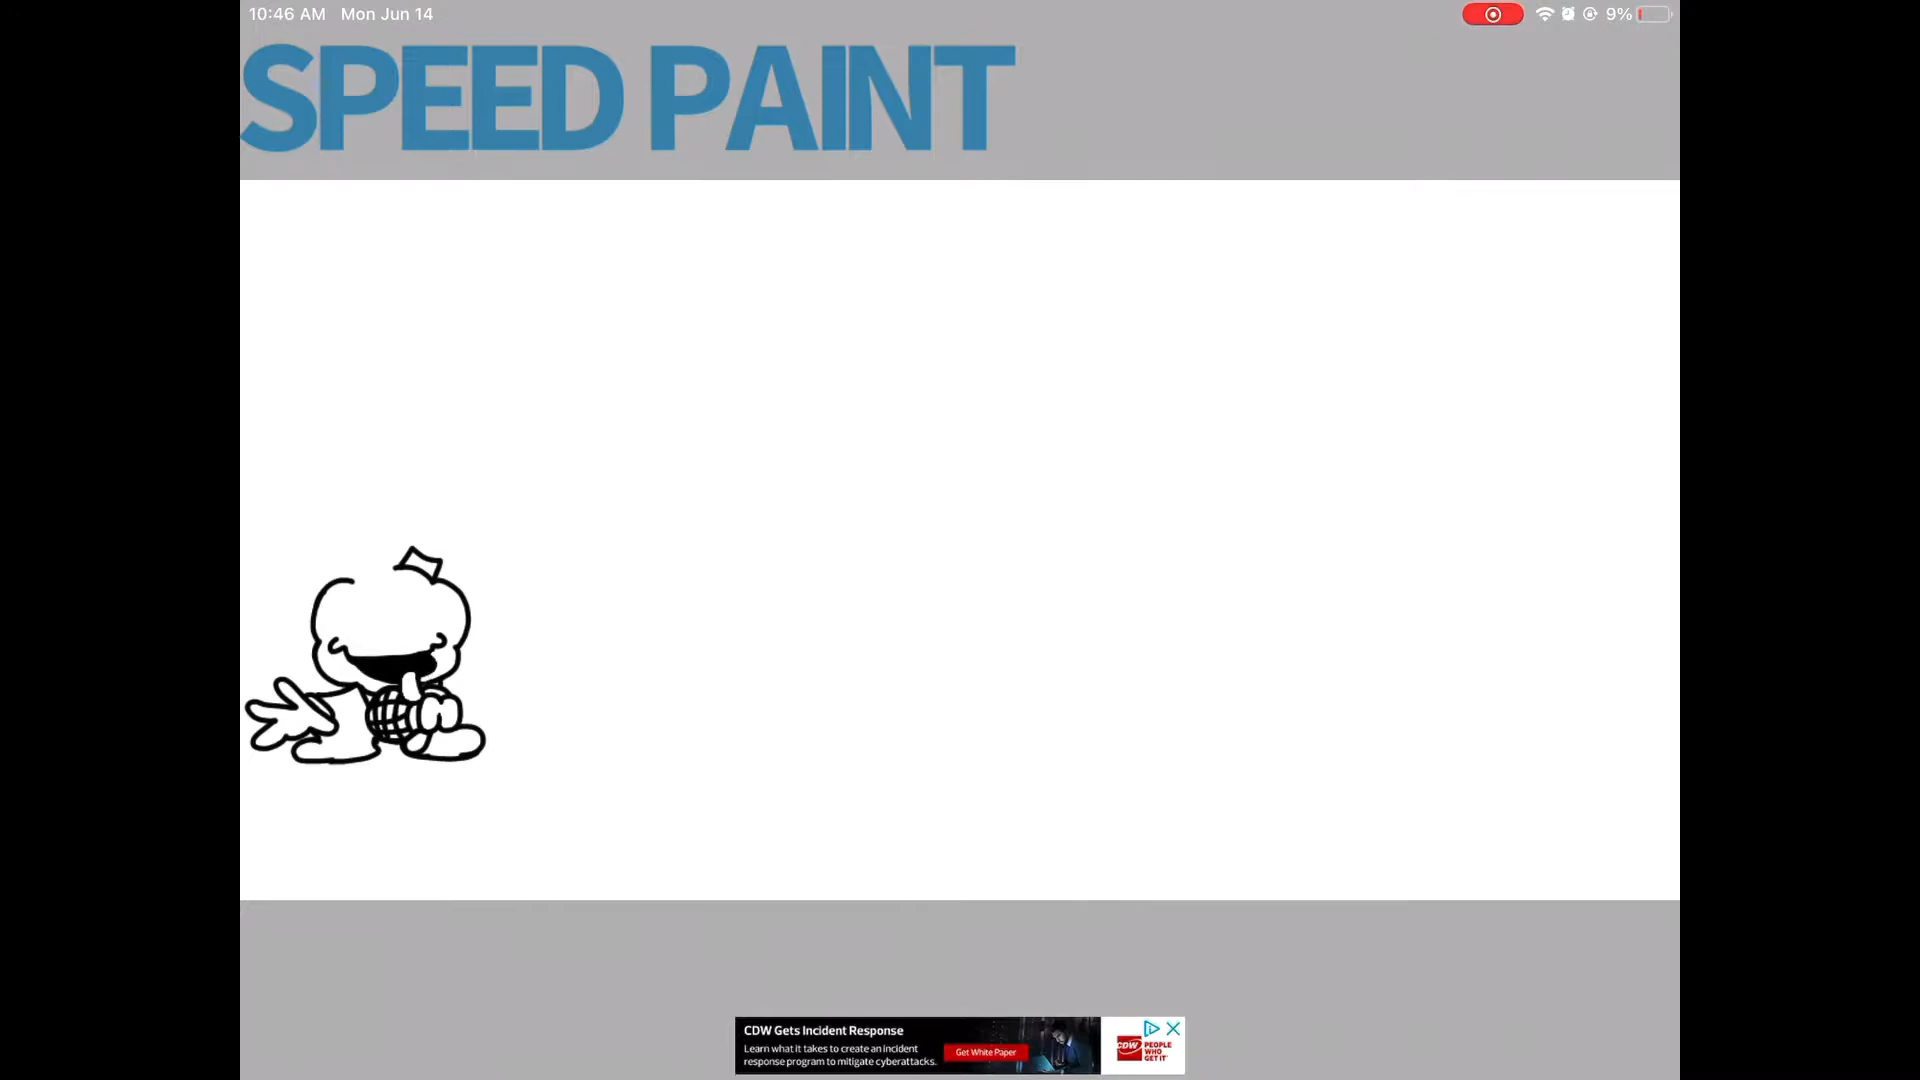 10:46 AM Mon Jun 14 9%
SPEED PAINT
CDW Gets Incident Response
Learn what it takes to create an incident
response program to mitigate cyberattacks.
Get White Paper
CDW
PEOPLE
WHO
GET IT